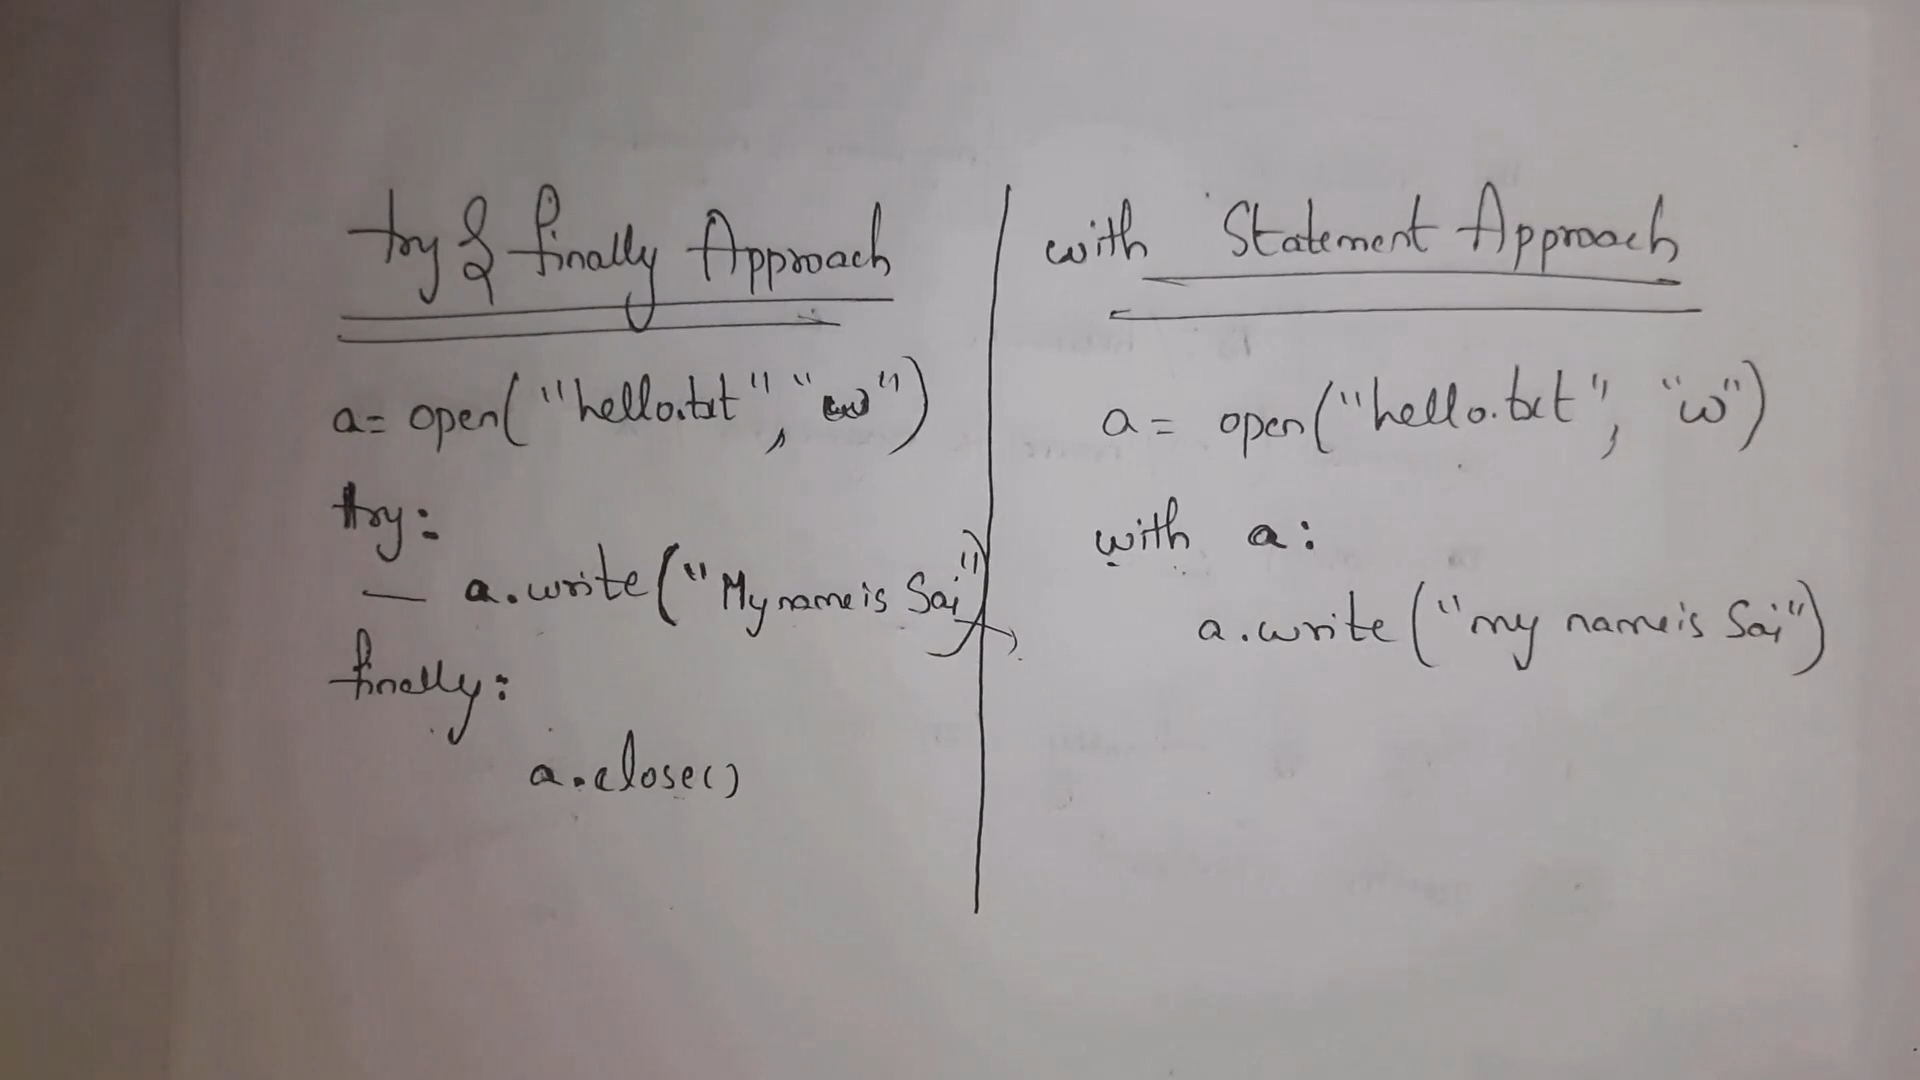 try & finally Approach
a= open("hello.txt", "w")
try:
a.write("My name is Sai")
finally:
a.close()
with Statement Approach
a = open("hello.txt", "w")
with a:
a.write("my name is Sai")